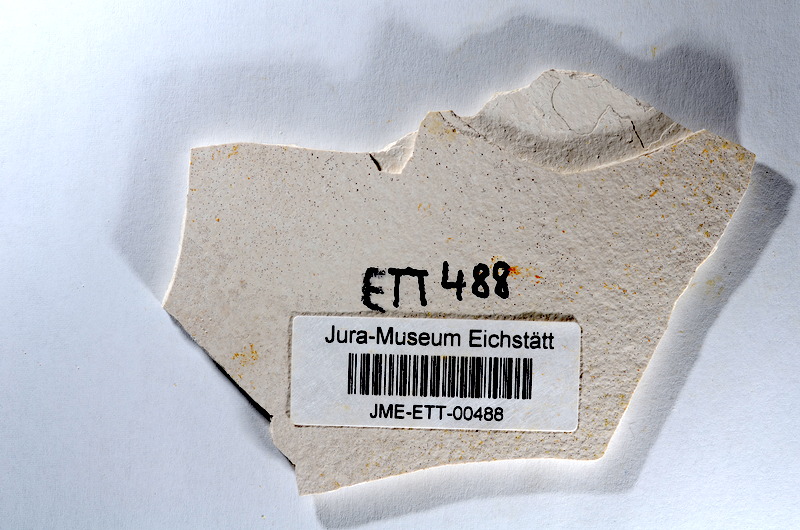 ETT 488
Jura-Museum Eichstätt
JME-ETT-00488